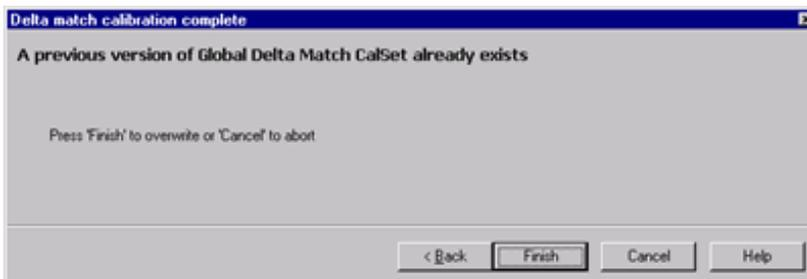 Delta match calibration complete
A previous version of Global Delta Match CalSet already exists
Press 'Finish' to overwrite or 'Cancel' to abort
< Back Finish Cancel Help